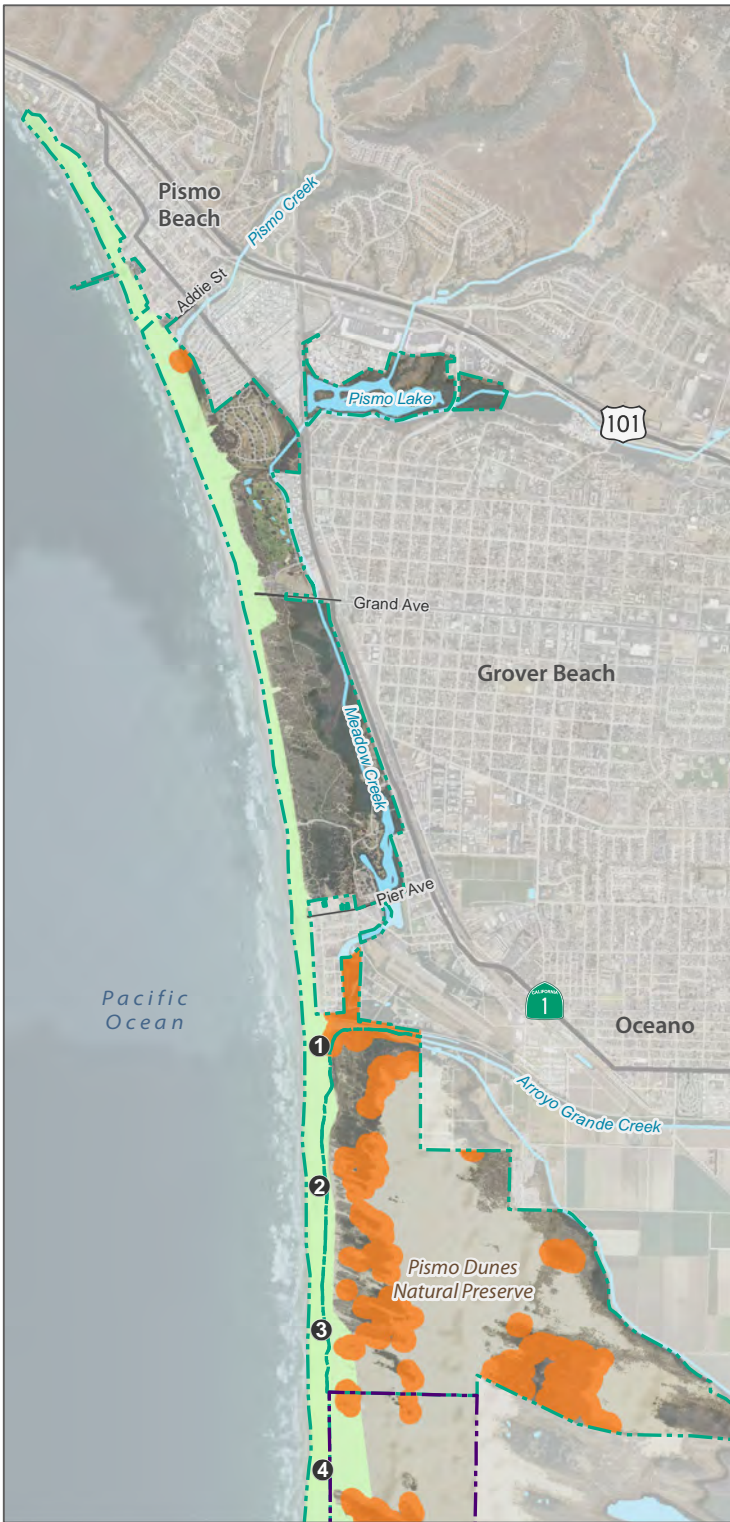 Pismo
Beach
Pismo Creek
Addie St
Pismo Lake
101
Grand Ave
Grover Beach
Meadow Creek
Pier Ave
Pacific
Ocean
CALIFORNIA
1
Oceano
1
Arroyo Grande Creek
2
Pismo Dunes
Natural Preserve
3
4